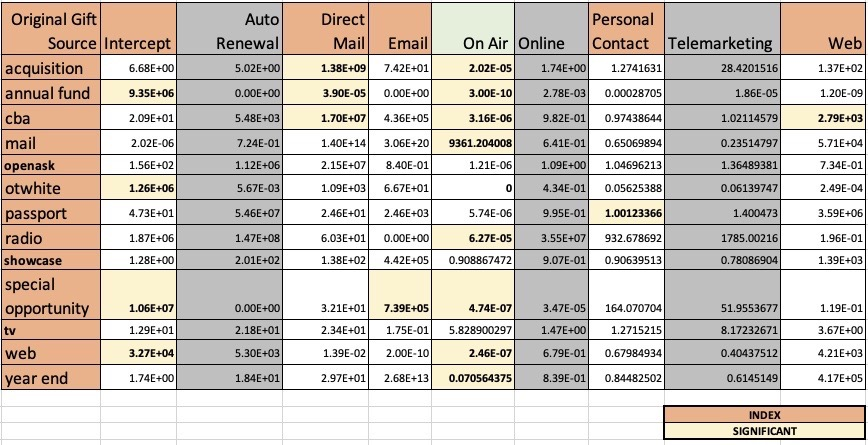 Original Gift Source Intercept Auto Renewal Direct Mail Email On Air Online Personal Contact Telemarketing Web
acquisition 6.68E+00 5.02E+00 1.38E+09 7.42E+01 2.02E-05 1.74E+00 1.2741631 28.4201516 1.37E+02
annual fund 9.35E+06 0.00E+00 3.90E-05 0.00E+00 3.00E-10 2.78E-03 0.00028705 1.86E-05 1.20E-09
cba 2.09E+01 5.48E+03 1.70E+07 4.36E+05 3.16E-06 9.82E-01 0.97438644 1.02114579 2.79E+03
mail 2.02E-06 7.24E-01 1.40E+14 3.06E+20 9361.204008 6.41E-01 0.65069894 0.23514797 5.71E+04
openask 1.56E+02 1.12E+06 2.15E+07 8.40E-01 1.21E-06 1.09E+00 1.04696213 1.36489381 7.34E-01
otwhite 1.26E+06 5.67E-03 1.09E+03 6.67E+01 0 4.34E-01 0.05625388 0.06139747 2.49E-04
passport 4.73E+01 5.46E+07 2.46E+01 2.46E+03 5.74E-06 9.95E-01 1.00123366 1.400473 3.59E+06
radio 1.87E+06 1.47E+08 6.03E+01 0.00E+00 6.27E-05 3.55E+07 932.678692 1785.00216 1.96E-01
showcase 1.28E+00 2.01E+02 1.38E+02 4.42E+05 0.908867472 9.07E-01 0.90639513 0.78086904 1.39E+03
special opportunity 1.06E+07 0.00E+00 3.21E+01 7.39E+05 4.74E-07 3.47E-05 164.070704 51.9553677 1.19E-01
tv 1.29E+01 2.18E+01 2.34E+01 1.75E-01 5.828900297 1.47E+00 1.2715215 8.17232671 3.67E+00
web 3.27E+04 5.30E+03 1.39E-02 2.00E-10 2.46E-07 6.79E-01 0.67984934 0.40437512 4.21E+03
year end 1.74E+00 1.84E+01 2.97E+01 2.68E+13 0.070564375 8.39E-01 0.84482502 0.6145149 4.17E+05
INDEX
SIGNIFICANT